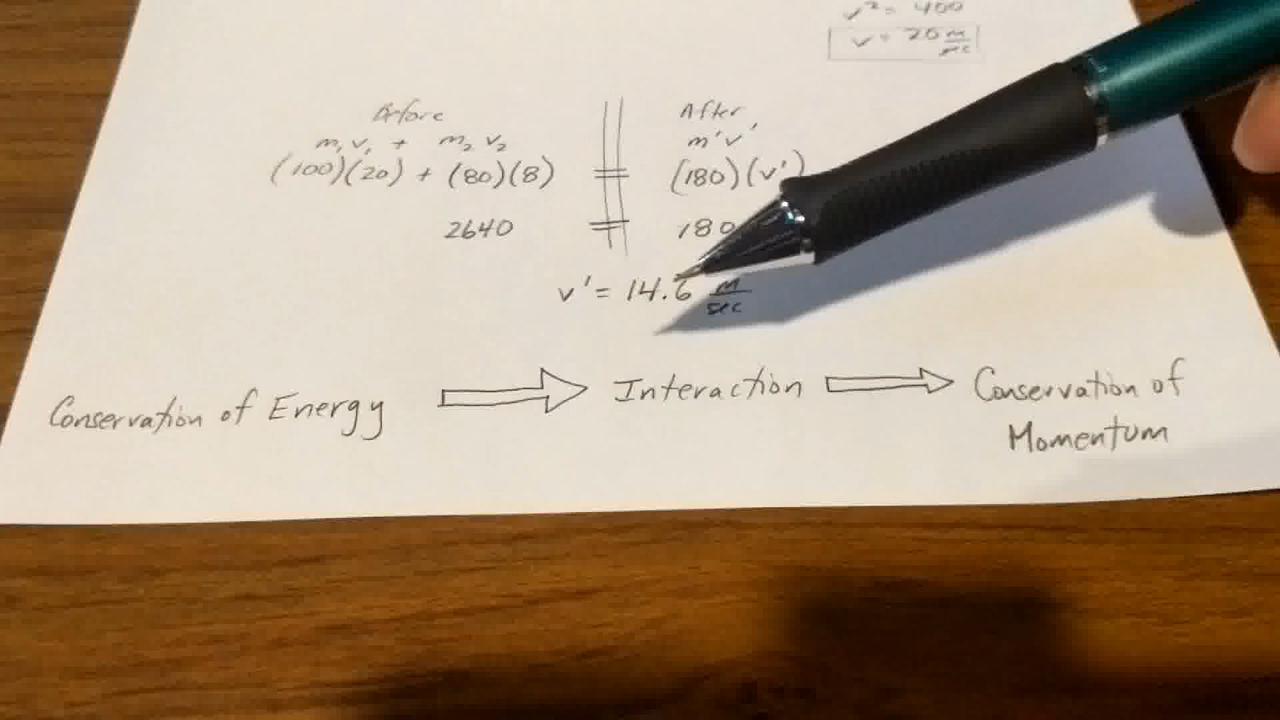 v² = 400
v = 20 m/sec
Before After
m₁v₁ + m₂v₂ m'v'
(100)(20) + (80)(8) = (180)(v')
2640 = 180
v' = 14.6 m/sec
Conservation of Energy ⇒ Interaction ⇒ Conservation of
Momentum